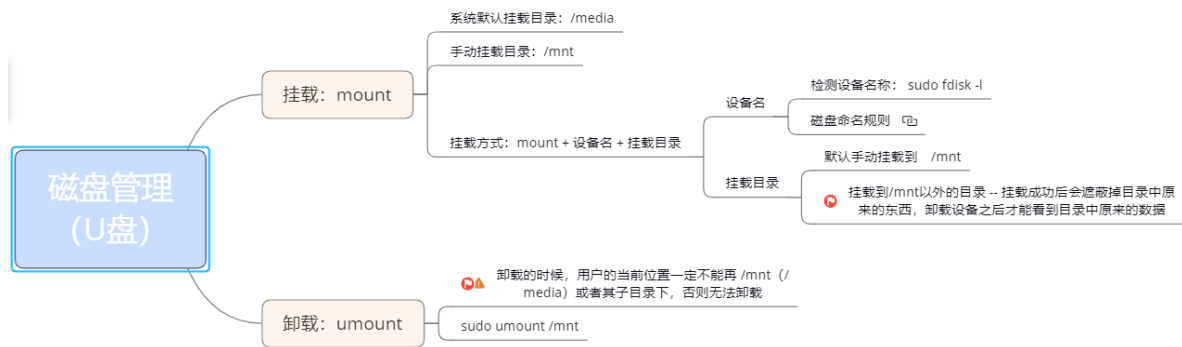 磁盘管理
（U盘）
挂载：mount
系统默认挂载目录：/media
手动挂载目录：/mnt
挂载方式：mount + 设备名 + 挂载目录
设备名
检测设备名称： sudo fdisk -l
磁盘命名规则
挂载目录
默认手动挂载到 /mnt
挂载到/mnt以外的目录 -- 挂载成功后会遮蔽掉目录中原
来的东西，卸载设备之后才能看到目录中原来的数据
卸载：umount
卸载的时候，用户的当前位置一定不能再 /mnt（/
media）或者其子目录下，否则无法卸载
sudo umount /mnt